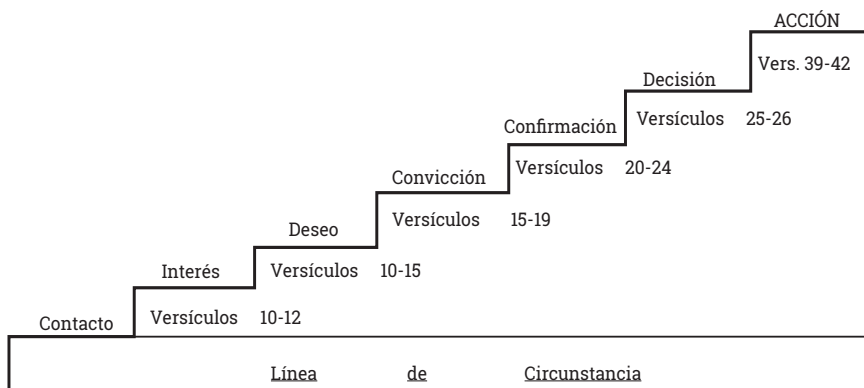 ACCIÓN
Vers. 39-42
Decisión
Versículos 25-26
Confirmación
Versículos 20-24
Convicción
Versículos 15-19
Deseo
Versículos 10-15
Interés
Versículos 10-12
Contacto
Línea de Circunstancia